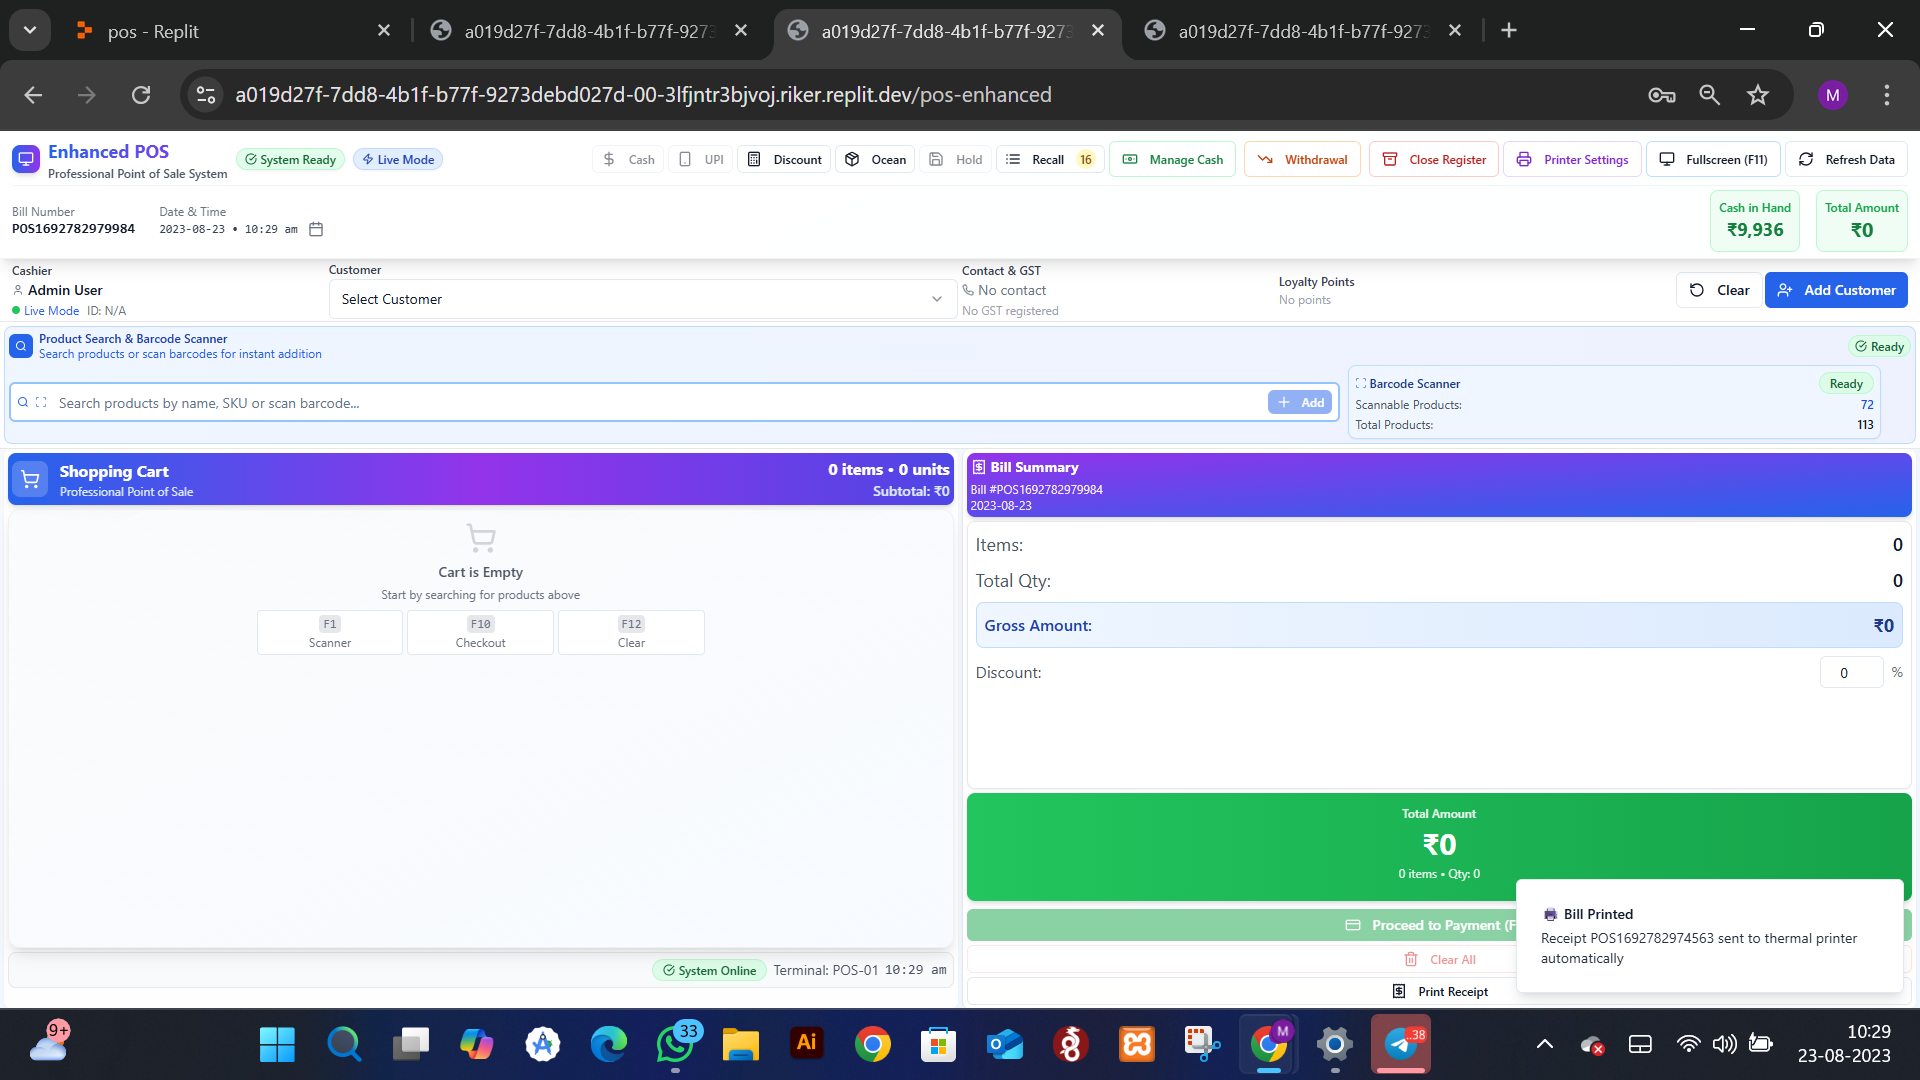 pos - Replit
a019d27f-7dd8-4b1f-b77f-9273
a019d27f-7dd8-4b1f-b77f-9273
a019d27f-7dd8-4b1f-b77f-9273
a019d27f-7dd8-4b1f-b77f-9273debd027d-00-3lfjntr3bjvoj.riker.replit.dev/pos-enhanced
M
Enhanced POS
Professional Point of Sale System
System Ready
Live Mode
Cash
UPI
Discount
Ocean
Hold
Recall 16
Manage Cash
Withdrawal
Close Register
Printer Settings
Fullscreen (F11)
Refresh Data
Bill Number
POS1692782979984
Date & Time
2023-08-23 • 10:29 am
Cash in Hand
₹9,936
Total Amount
₹0
Cashier
Admin User
Live Mode ID: N/A
Customer
Select Customer
Contact & GST
No contact
No GST registered
Loyalty Points
No points
Clear
Add Customer
Product Search & Barcode Scanner
Search products or scan barcodes for instant addition
Ready
Search products by name, SKU or scan barcode...
Add
Barcode Scanner
Ready
Scannable Products: 72
Total Products: 113
Shopping Cart
Professional Point of Sale
0 items • 0 units
Subtotal: ₹0
Cart is Empty
Start by searching for products above
F1
Scanner
F10
Checkout
F12
Clear
System Online
Terminal: POS-01 10:29 am
Bill Summary
Bill #POS1692782979984
2023-08-23
Items: 0
Total Qty: 0
Gross Amount: ₹0
Discount: 0 %
Total Amount
₹0
0 items • Qty: 0
Proceed to Payment (F
Clear All
Print Receipt
Bill Printed
Receipt POS1692782974563 sent to thermal printer
automatically
9+
33
Ai
M
38
10:29
23-08-2023